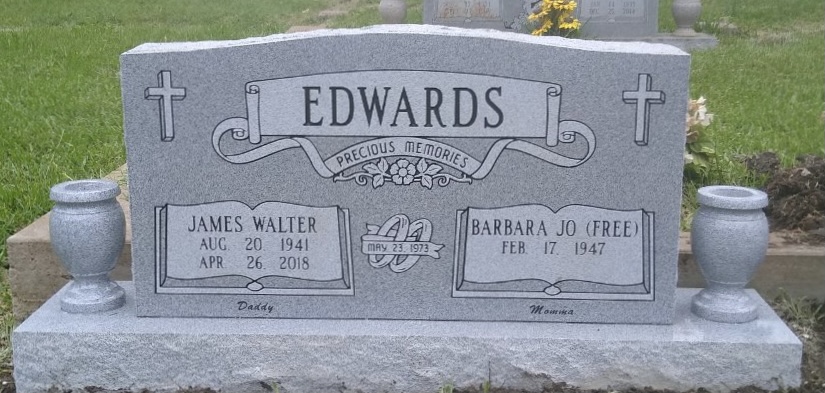 EDWARDS
PRECIOUS MEMORIES
JAMES WALTER
AUG. 20, 1941
APR. 26, 2018
Daddy
MAY 23, 1973
BARBARA JO (FREE)
FEB. 17, 1947
Momma